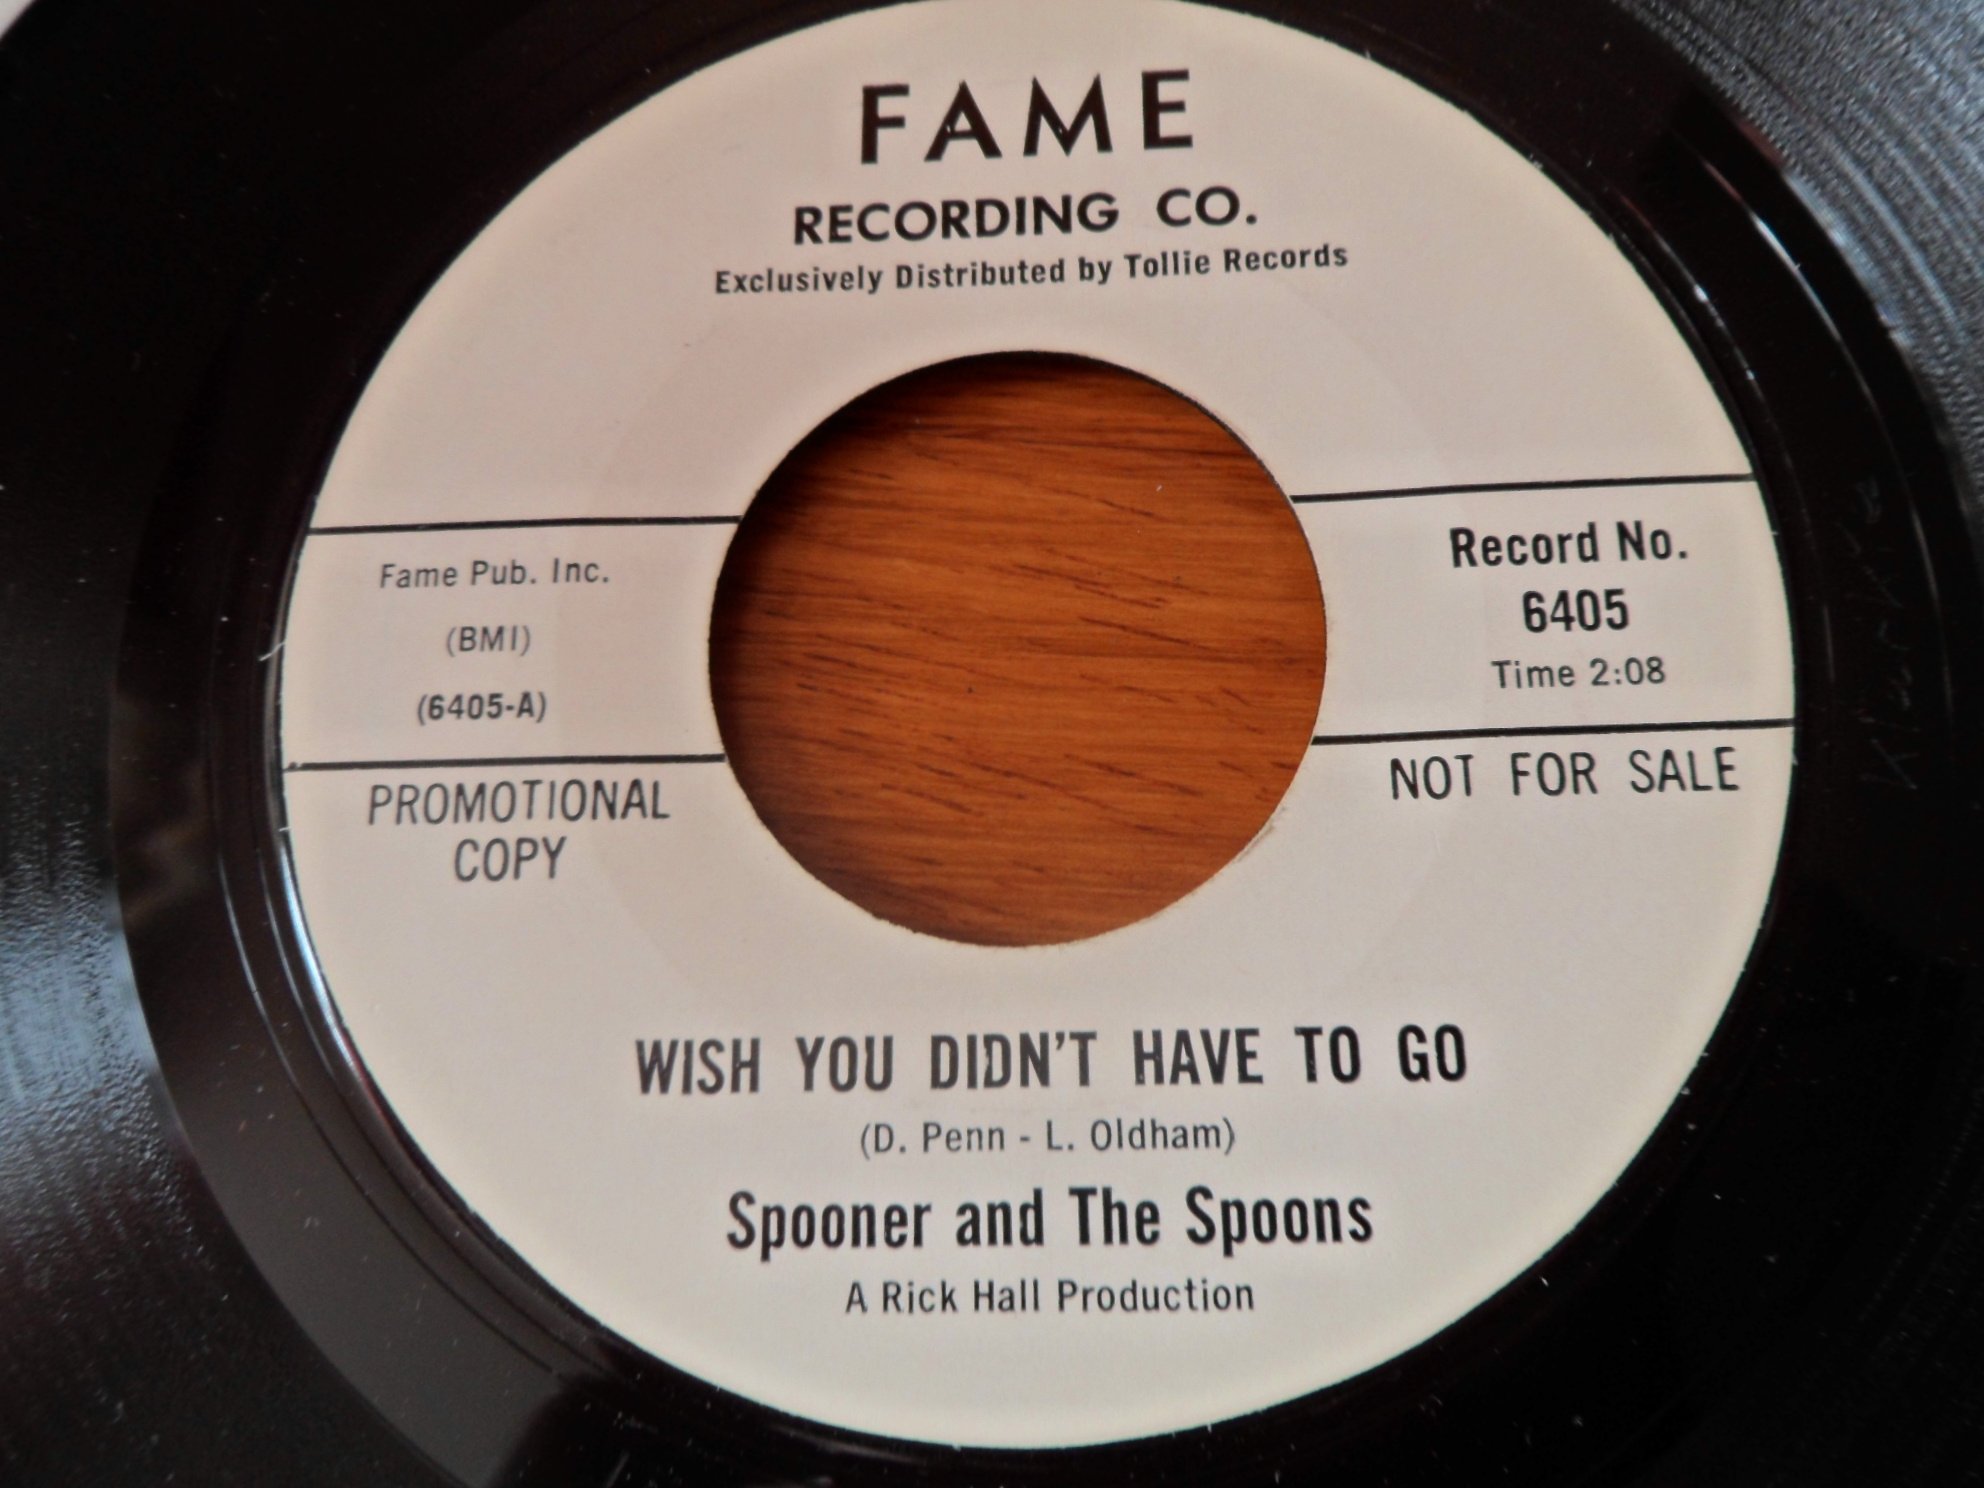 FAME
RECORDING CO.
Exclusively Distributed by Tollie Records
Fame Pub. Inc.
(BMI)
(6405-A)
Record No.
6405
Time 2:08
PROMOTIONAL
COPY
NOT FOR SALE
WISH YOU DIDN'T HAVE TO GO
(D. Penn - L. Oldham)
Spooner and The Spoons
A Rick Hall Production